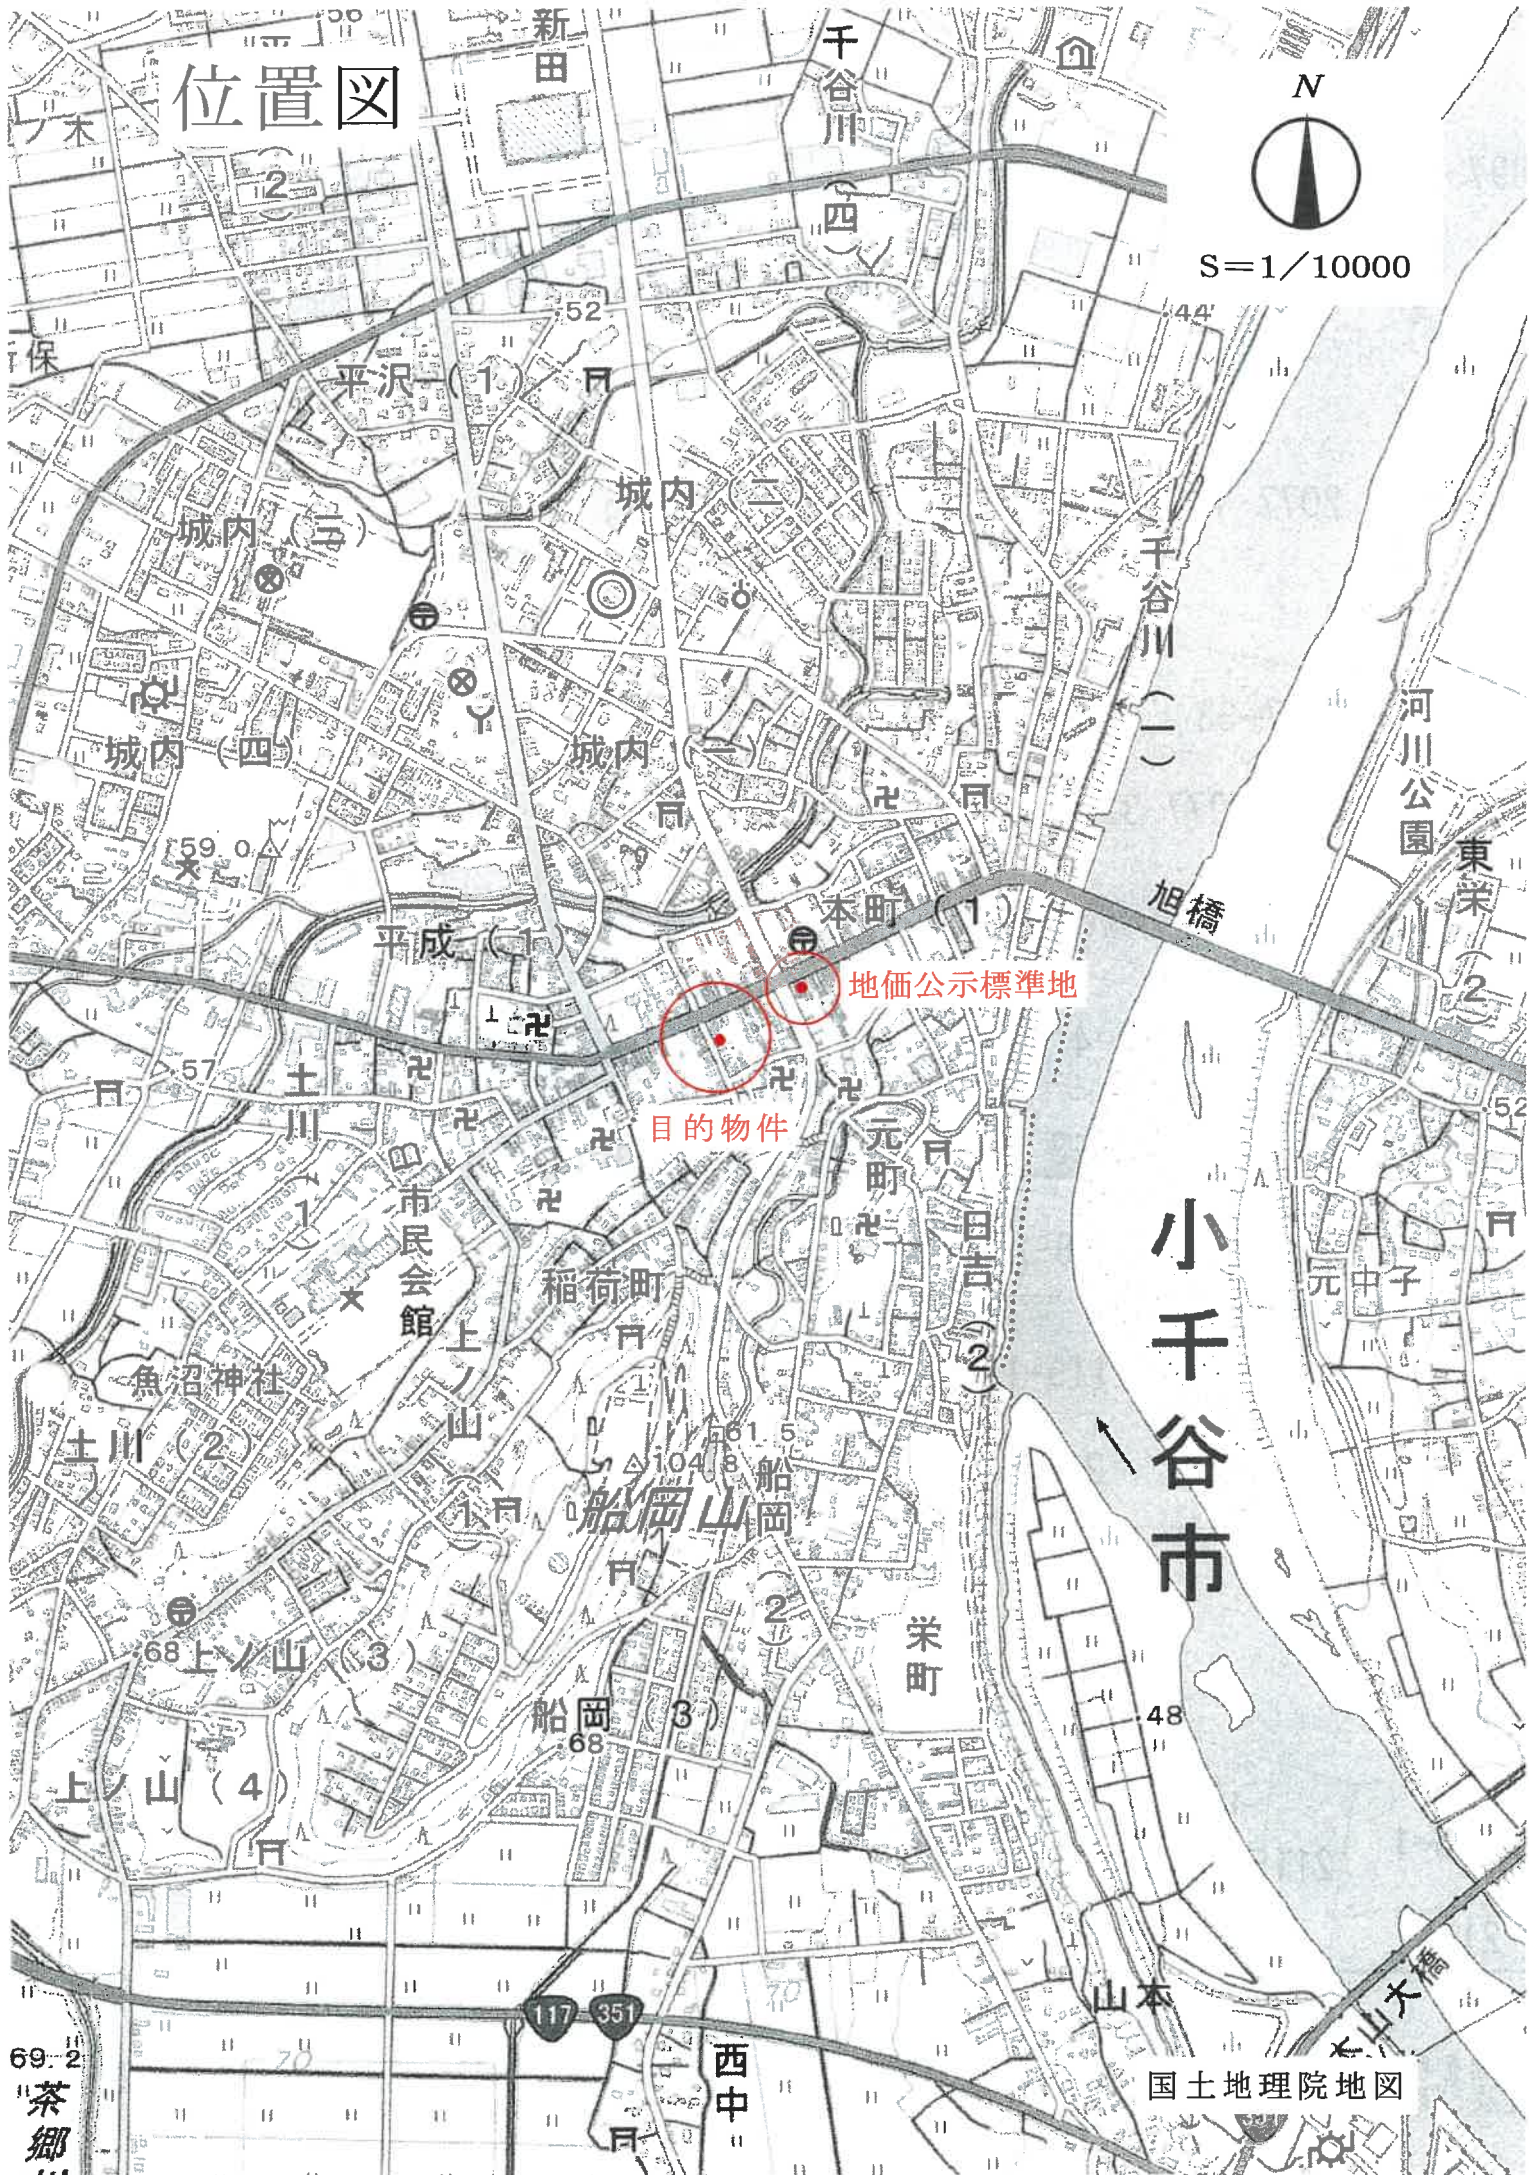 位置図
新田
千谷川(四)
N
S=1/10000
ノ木
(2)
56
52
44
保
平沢(1)
城内(二)
城内(三)
千谷川(一)
城内(四)
城内(一)
河川公園
59.0
本町(1)
旭橋
東栄(2)
平成(1)
地価公示標準地
57
土川(1)
目的物件
元町
52
市民会館
日吉(2)
小千谷市
元中子
稲荷町
上ノ山(1)
魚沼神社
土川(2)
61.5
104.8
船岡山
船岡(2)
栄町
68
上ノ山(3)
船岡(3)
68
48
上ノ山(4)
山本
山本大橋
117
351
70
70
69.2
西中
茶郷川
国土地理院地図